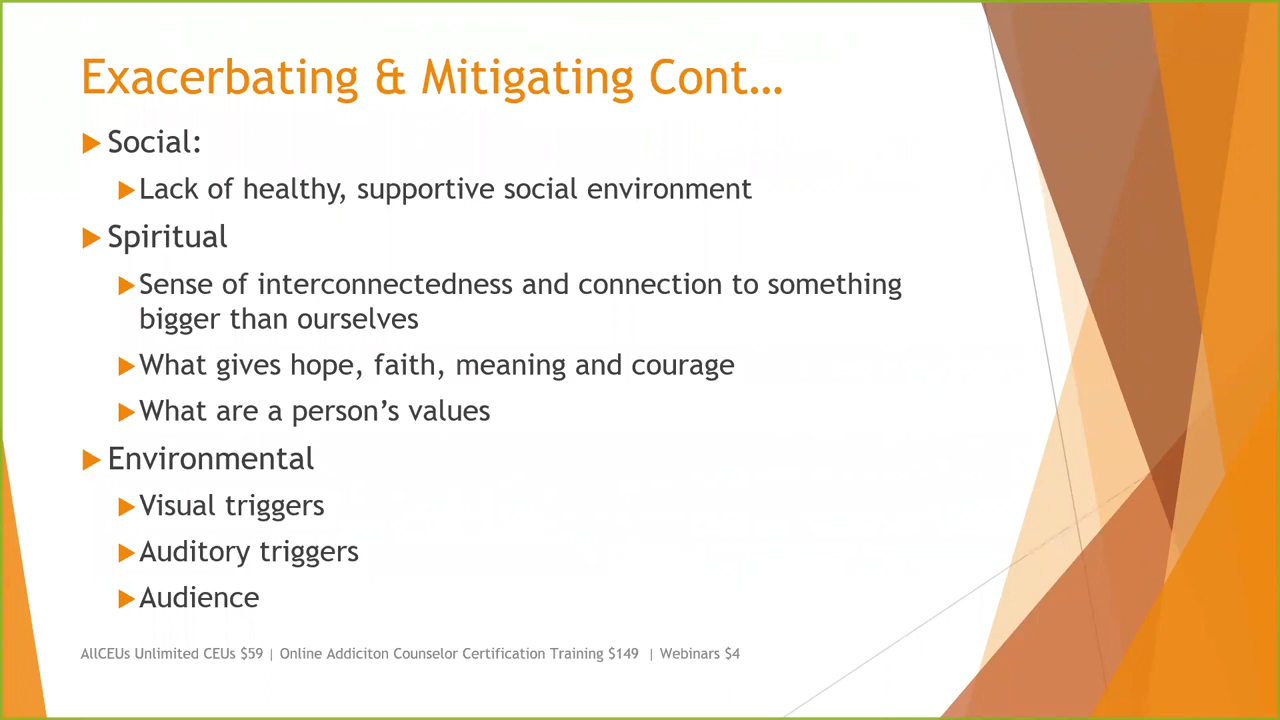 Exacerbating & Mitigating Cont…
Social:
Lack of healthy, supportive social environment
Spiritual
Sense of interconnectedness and connection to something
bigger than ourselves
What gives hope, faith, meaning and courage
What are a person’s values
Environmental
Visual triggers
Auditory triggers
Audience
AllCEUs Unlimited CEUs $59 | Online Addiciton Counselor Certification Training $149 | Webinars $4